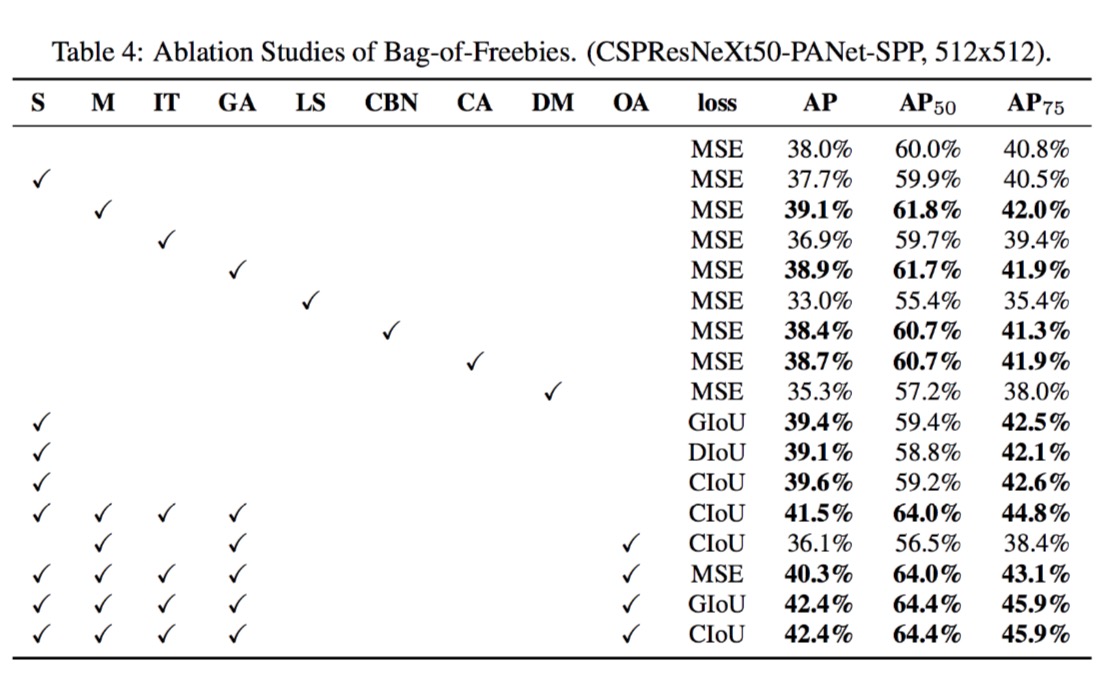 Table 4: Ablation Studies of Bag-of-Freebies. (CSPResNeXt50-PANet-SPP, 512x512).
S M IT GA LS CBN CA DM OA loss AP AP50 AP75
MSE 38.0% 60.0% 40.8%
✓ MSE 37.7% 59.9% 40.5%
✓ MSE 39.1% 61.8% 42.0%
✓ MSE 36.9% 59.7% 39.4%
✓ MSE 38.9% 61.7% 41.9%
✓ MSE 33.0% 55.4% 35.4%
✓ MSE 38.4% 60.7% 41.3%
✓ MSE 38.7% 60.7% 41.9%
✓ MSE 35.3% 57.2% 38.0%
✓ GIoU 39.4% 59.4% 42.5%
✓ DIoU 39.1% 58.8% 42.1%
✓ CIoU 39.6% 59.2% 42.6%
✓ ✓ ✓ ✓ CIoU 41.5% 64.0% 44.8%
✓ ✓ ✓ CIoU 36.1% 56.5% 38.4%
✓ ✓ ✓ ✓ ✓ MSE 40.3% 64.0% 43.1%
✓ ✓ ✓ ✓ ✓ GIoU 42.4% 64.4% 45.9%
✓ ✓ ✓ ✓ ✓ CIoU 42.4% 64.4% 45.9%